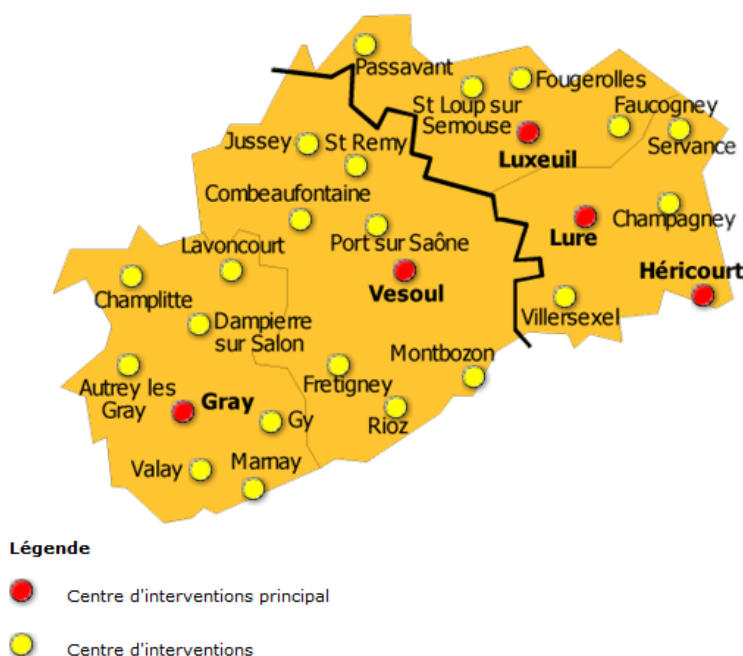 Passavant
Fougerolles
St Loup sur
Semouse
Faucogney
Servance
Luxeuil
Jussey
St Remy
Combeaufontaine
Champagney
Lure
Lavoncourt
Port sur Saône
Héricourt
Champlitte
Vesoul
Villersexel
Dampierre
sur Salon
Montbozon
Autrey les
Gray
Gray
Fretigney
Gy
Rioz
Valay
Marnay
Légende
Centre d'interventions principal
Centre d'interventions